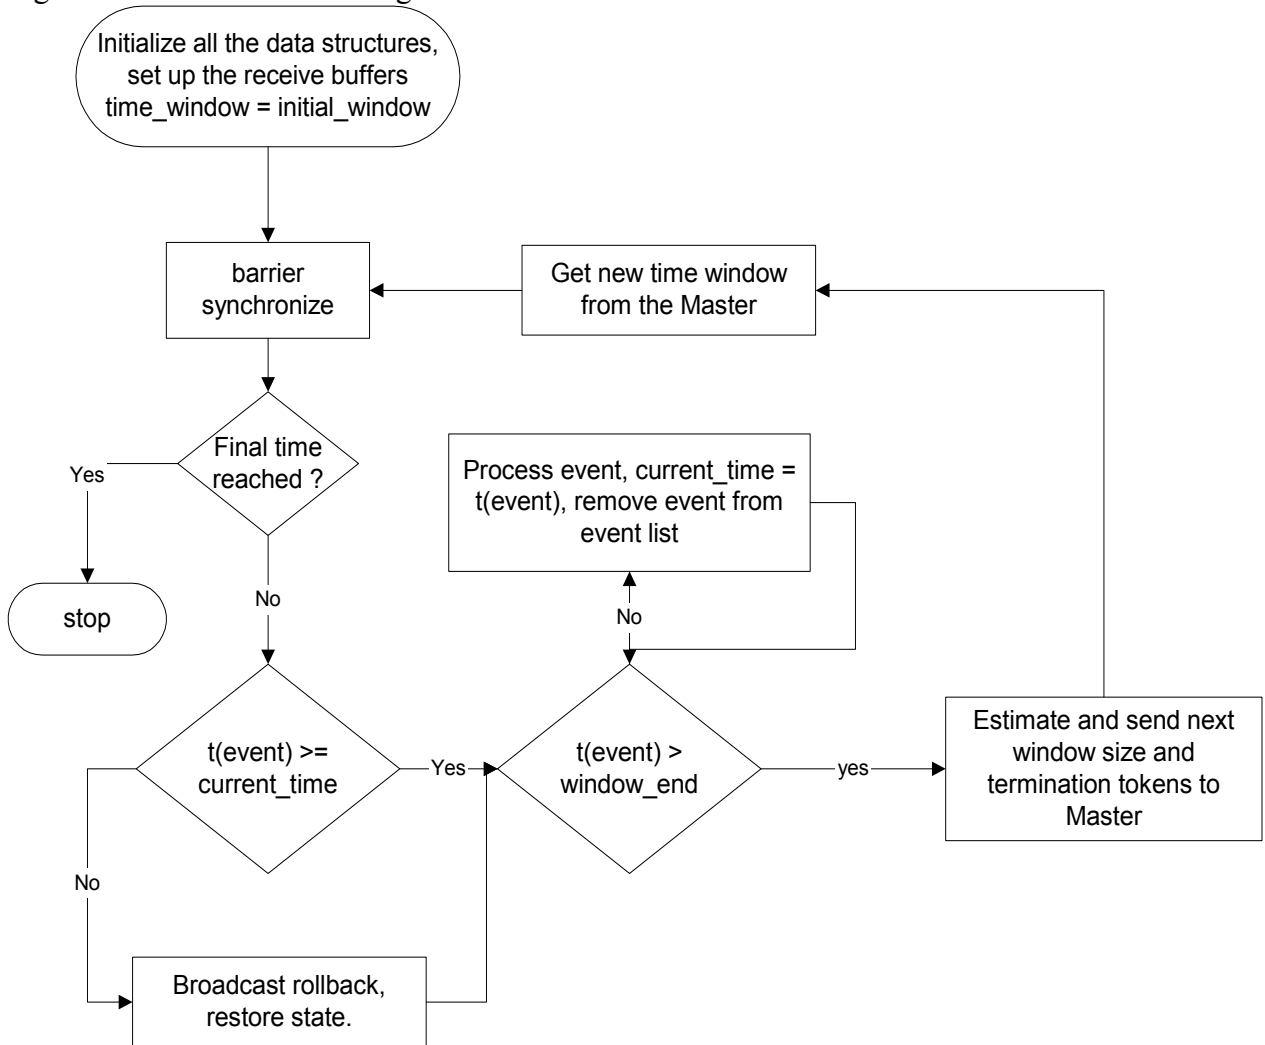 Initialize all the data structures,
set up the receive buffers
time_window = initial_window
barrier
synchronize
Get new time window
from the Master
Final time
reached ?
Yes
stop
No
Process event, current_time =
t(event), remove event from
event list
No
t(event) >=
current_time
Yes
t(event) >
window_end
yes
Estimate and send next
window size and
termination tokens to
Master
No
Broadcast rollback,
restore state.